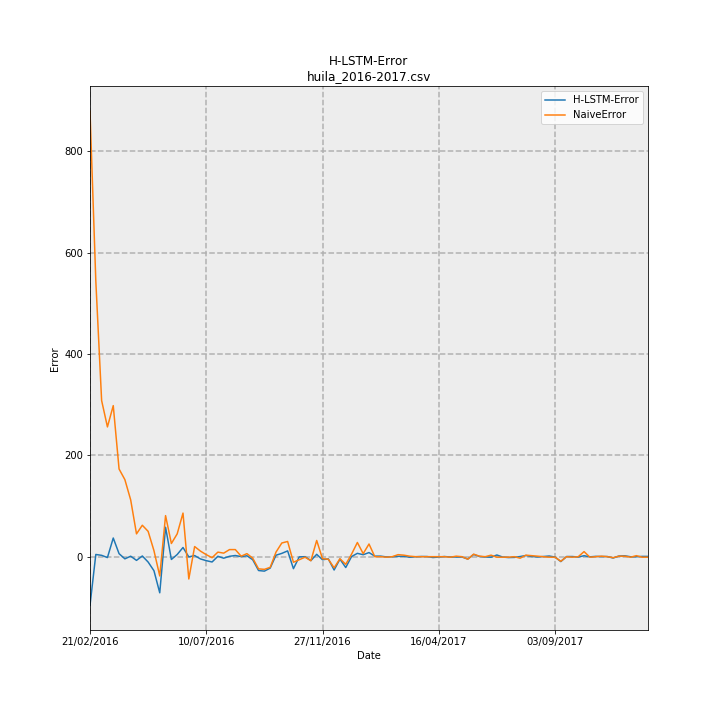 H-LSTM-Error
huila_2016-2017.csv
H-LSTM-Error
NaiveError
800
600
400
200
0
Error
21/02/2016 10/07/2016 27/11/2016 16/04/2017 03/09/2017
Date